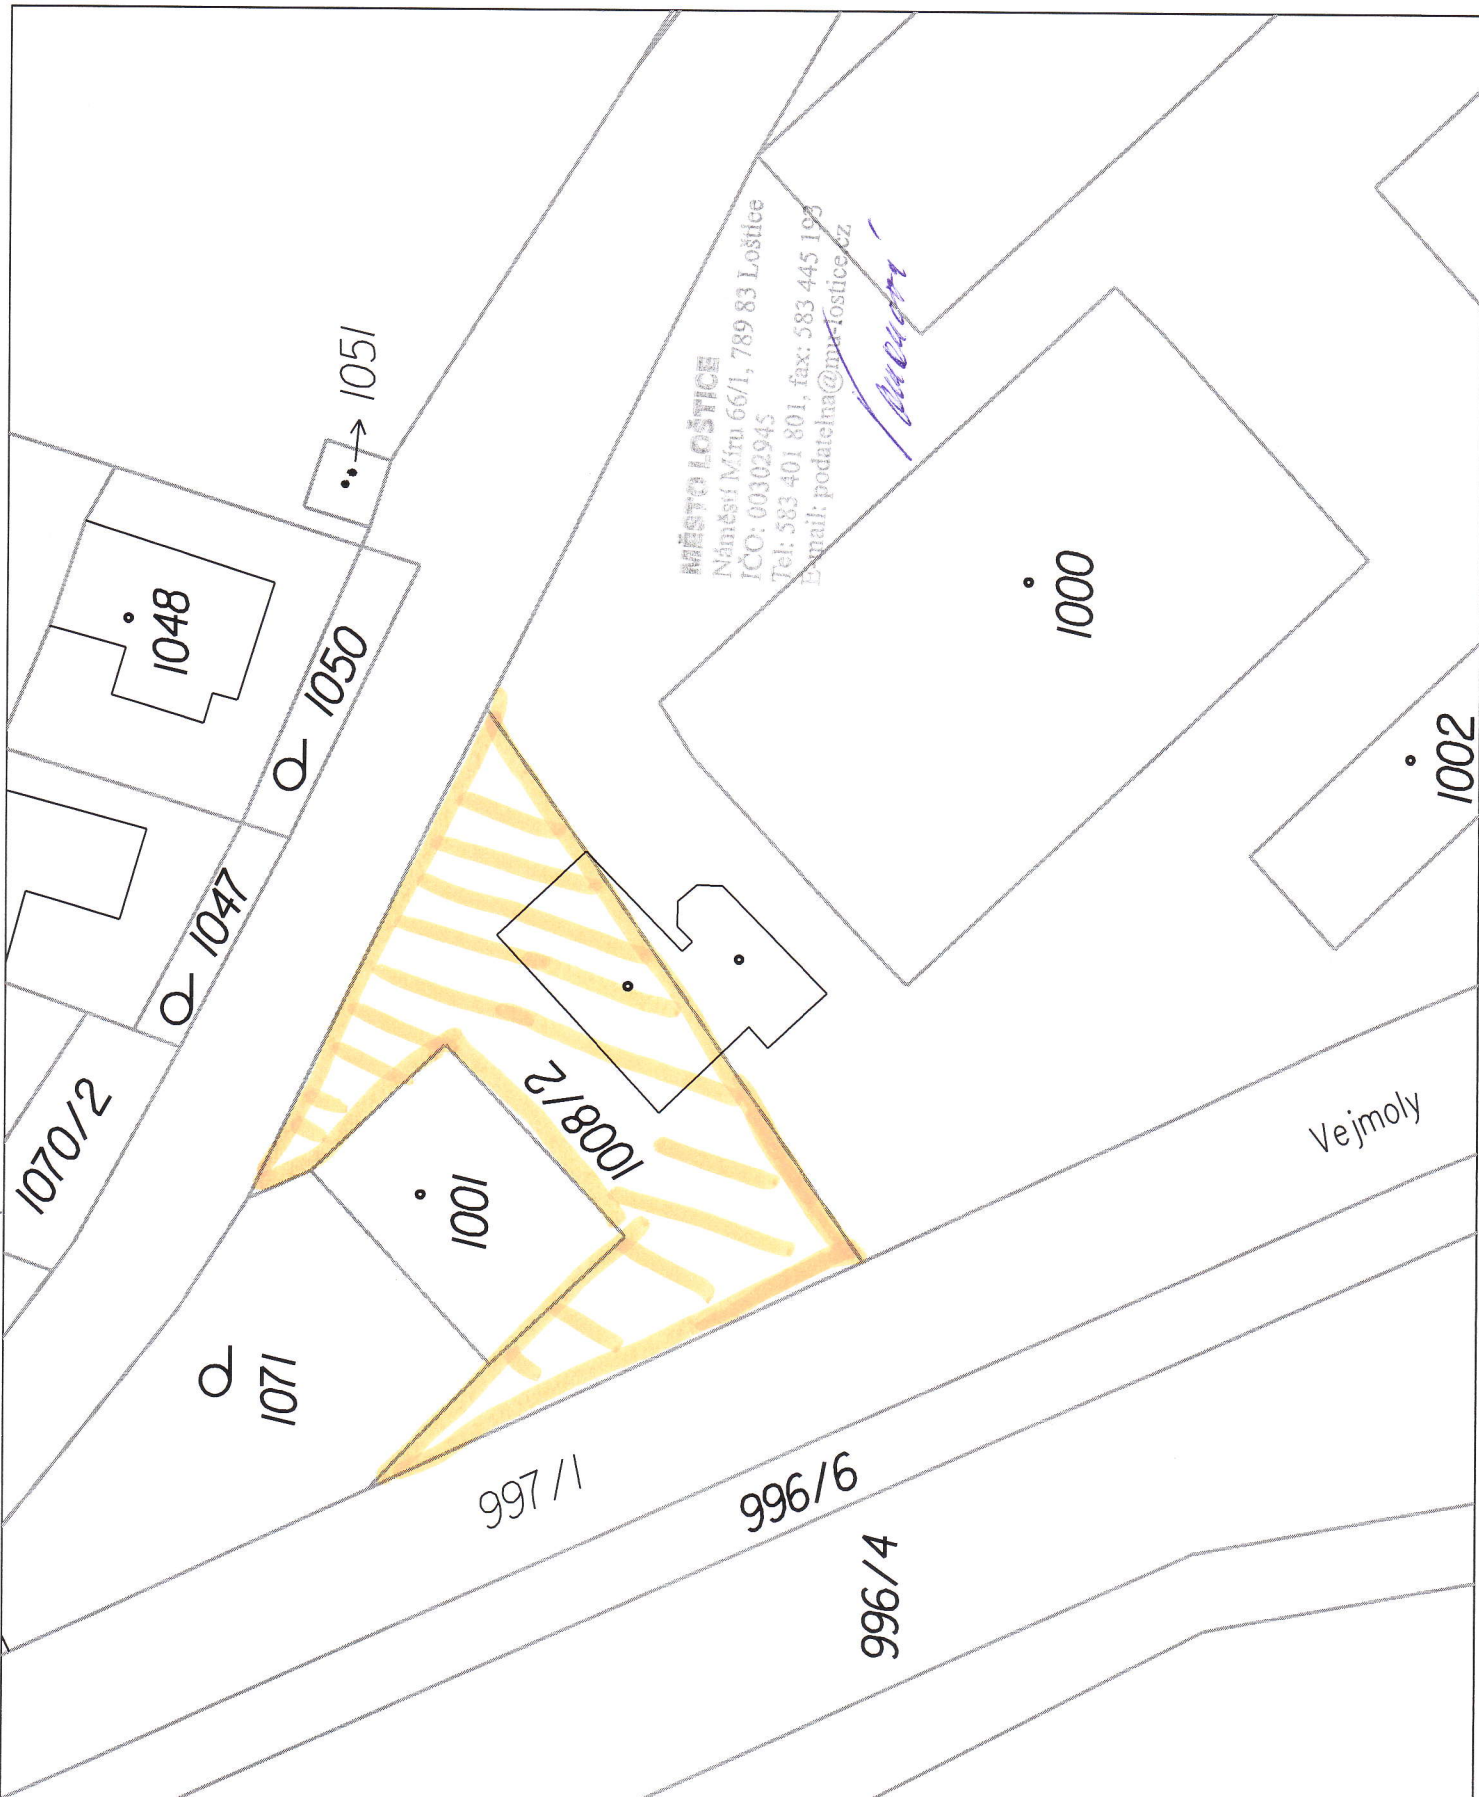 1051
1048
1050
1047
1070/2
MĚSTO LOŠTICE
Náměstí Míru 66/1, 789 83 Loštice
IČO: 00302945
Tel: 583 401 801, fax: 583 445 193
E-mail: podatelna@mu-lostice.cz
1000
1002
1008/2
1001
1071
Vejmoly
997/1
996/6
996/4